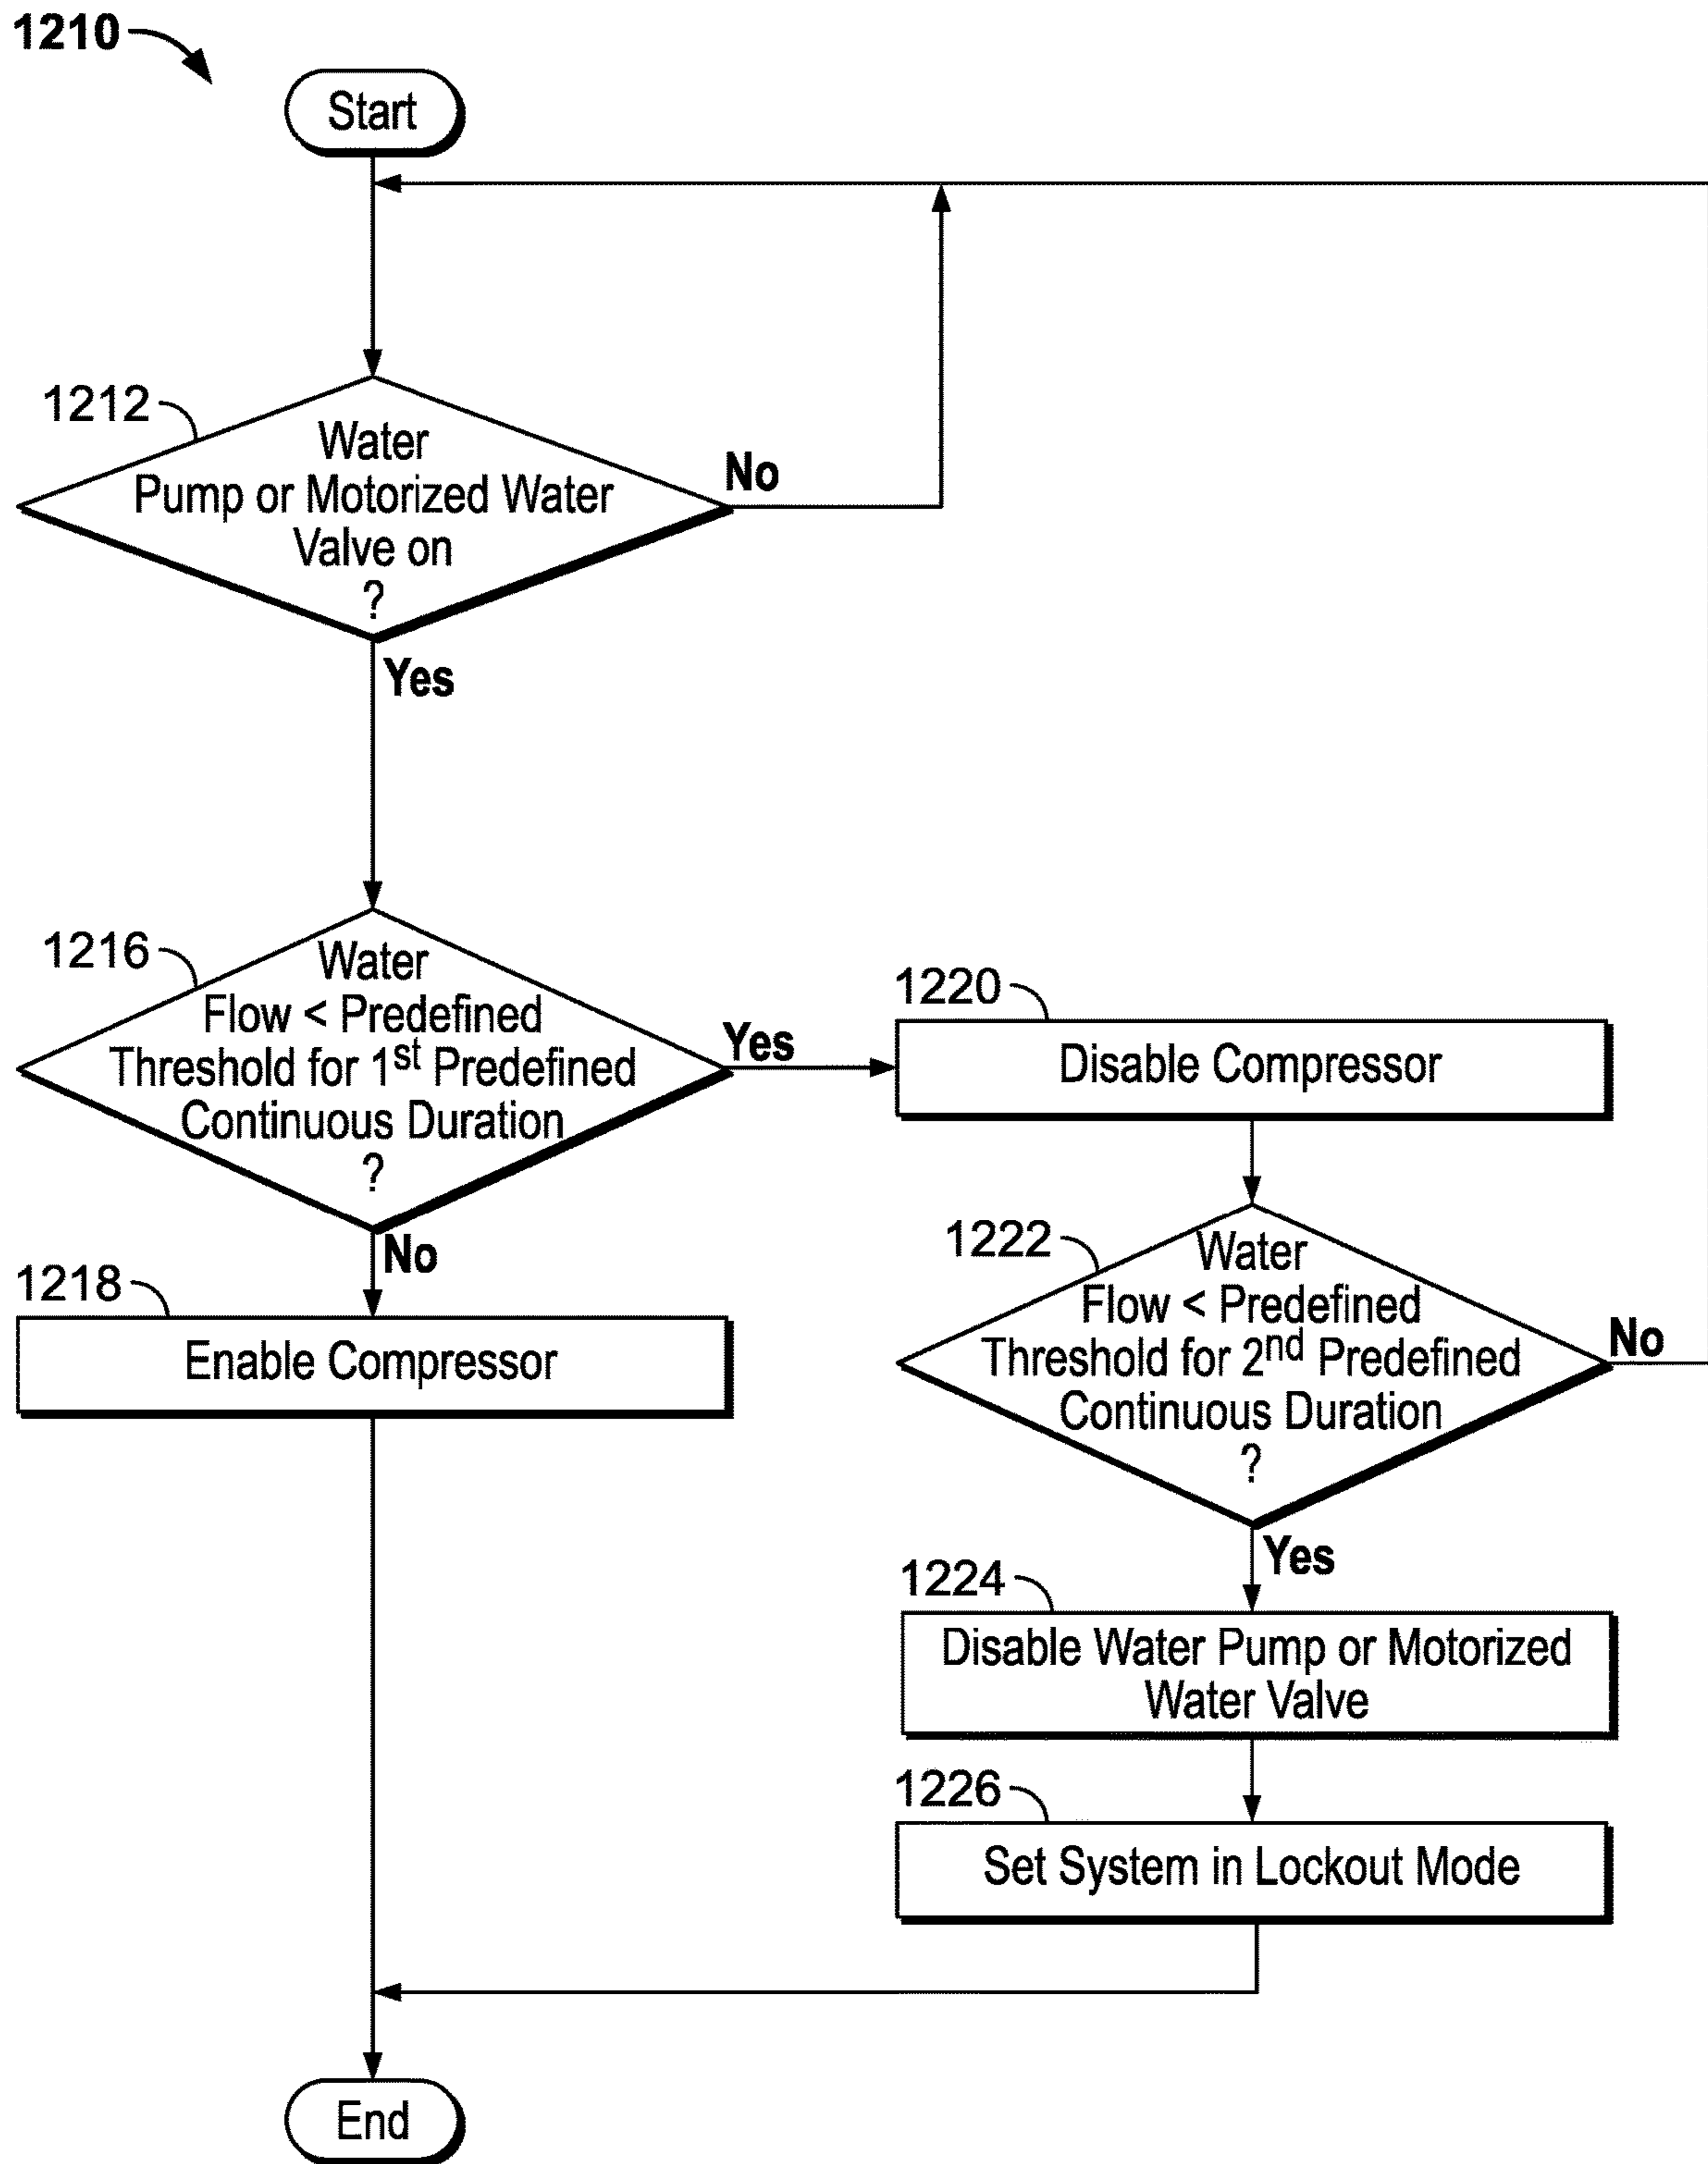 1210
Start
1212
Water
Pump or Motorized Water
Valve on
?
No
Yes
1216
Water
Flow < Predefined
Threshold for 1st Predefined
Continuous Duration
?
Yes
No
1218
Enable Compressor
1220
Disable Compressor
1222
Water
Flow < Predefined
Threshold for 2nd Predefined
Continuous Duration
?
No
Yes
1224
Disable Water Pump or Motorized
Water Valve
1226
Set System in Lockout Mode
End